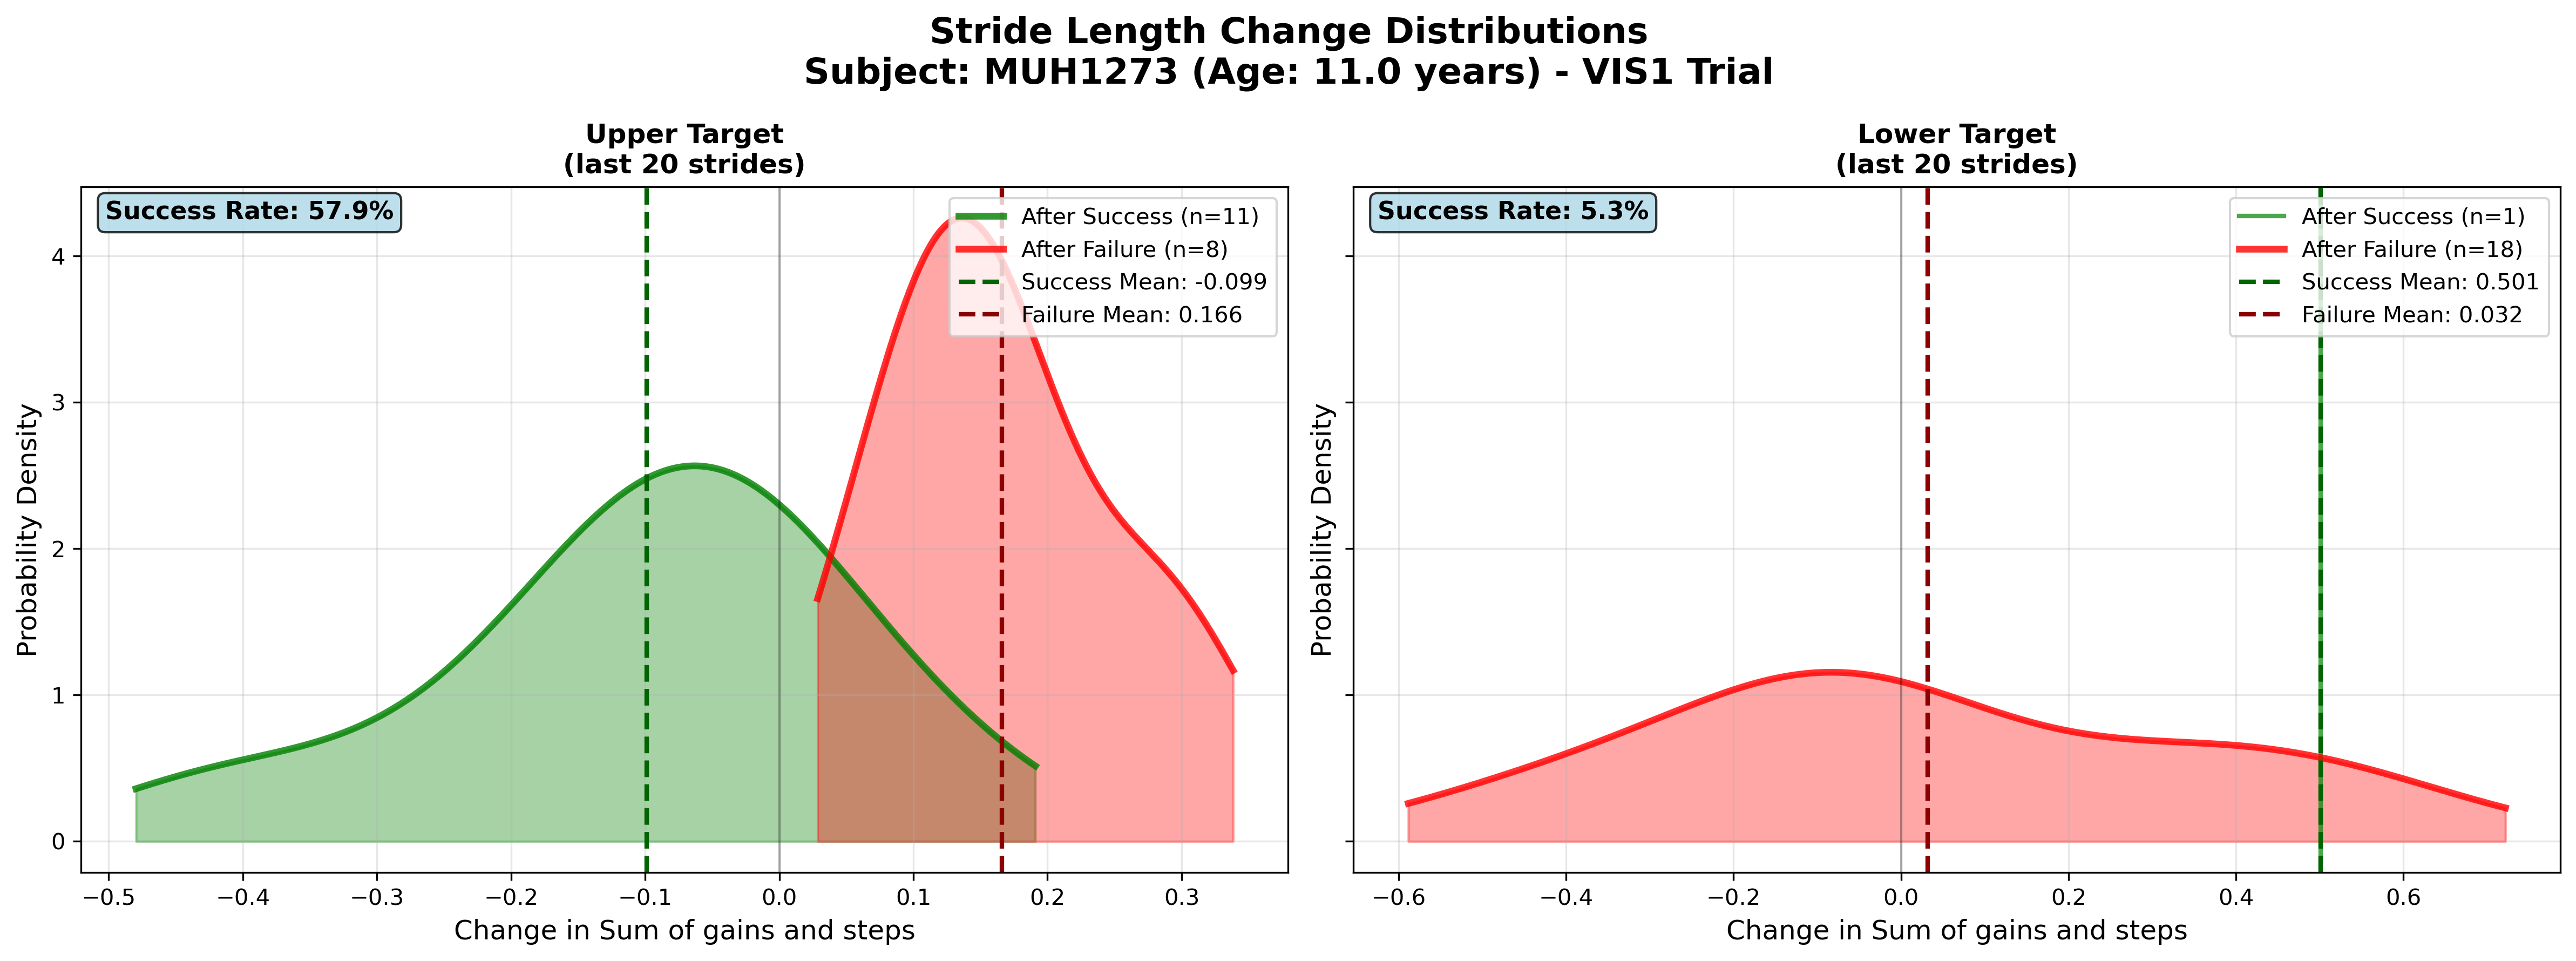 Stride Length Change Distributions
Subject: MUH1273 (Age: 11.0 years) - VIS1 Trial
Upper Target
(last 20 strides)
Success Rate: 57.9%
After Success (n=11)
After Failure (n=8)
Success Mean: -0.099
Failure Mean: 0.166
Probability Density
4
3
2
1
0
−0.5 −0.4 −0.3 −0.2 −0.1 0.0 0.1 0.2 0.3
Change in Sum of gains and steps
Lower Target
(last 20 strides)
Success Rate: 5.3%
After Success (n=1)
After Failure (n=18)
Success Mean: 0.501
Failure Mean: 0.032
Probability Density
−0.6 −0.4 −0.2 0.0 0.2 0.4 0.6
Change in Sum of gains and steps